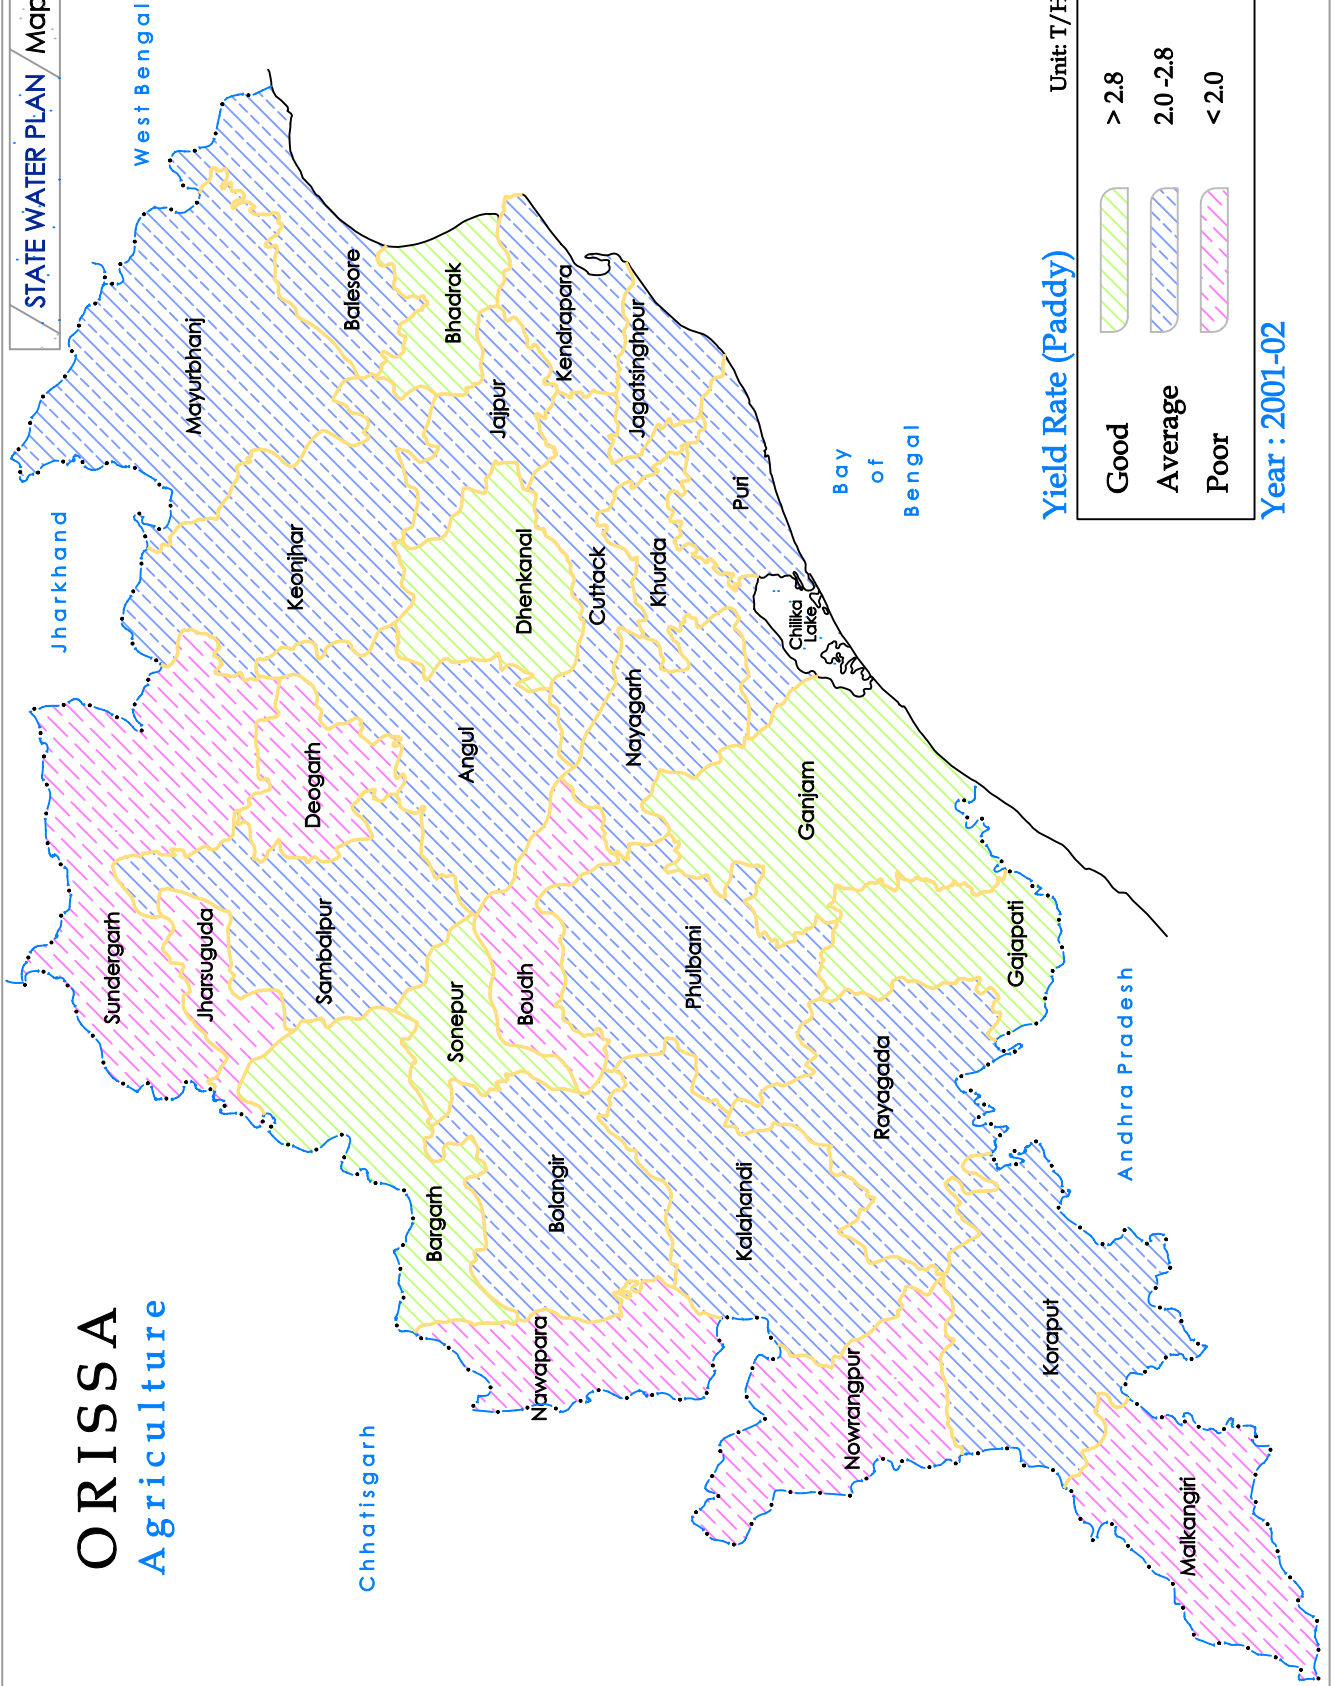 ORISSA
Agriculture
STATE WATER PLAN
Map
West Bengal
Jharkhand
Chhatisgarh
Andhra Pradesh
Bay
of
Bengal
Mayurbhanj
Balesore
Bhadrak
Kendrapara
Jagatsinghpur
Jajpur
Keonjhar
Dhenkanal
Cuttack
Khurda
Puri
Chilika
Lake
Nayagarh
Angul
Deogarh
Sundergarh
Jharsuguda
Sambalpur
Sonepur
Boudh
Phulbani
Ganjam
Gajapati
Rayagada
Kalahandi
Bolangir
Bargarh
Nawapara
Nowrangpur
Koraput
Malkangiri
Yield Rate (Paddy)
Unit: T/H
Good > 2.8
Average 2.0 -2.8
Poor < 2.0
Year : 2001-02